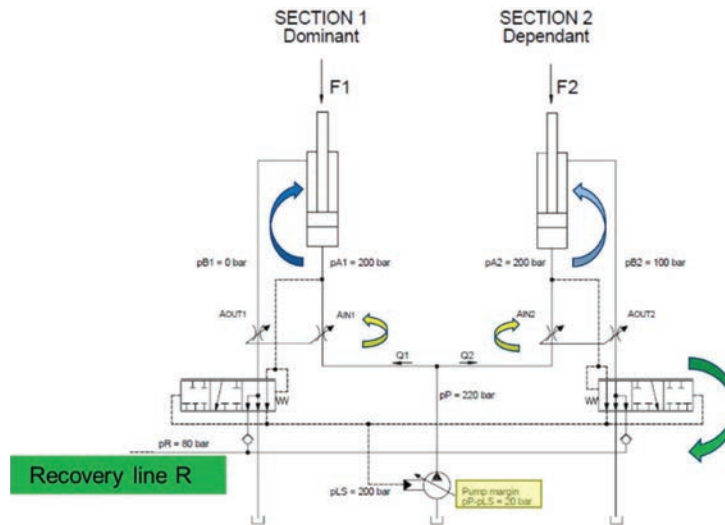 SECTION 1
Dominant
SECTION 2
Dependant
F1
F2
pB1 = 0 bar
pA1 = 200 bar
pA2 = 200 bar
pB2 = 100 bar
AOUT1
AIN1
AIN2
AOUT2
Q1
Q2
pP = 220 bar
pR = 80 bar
Recovery line R
pLS = 200 bar
Pump margin
pP-pLS = 20 bar